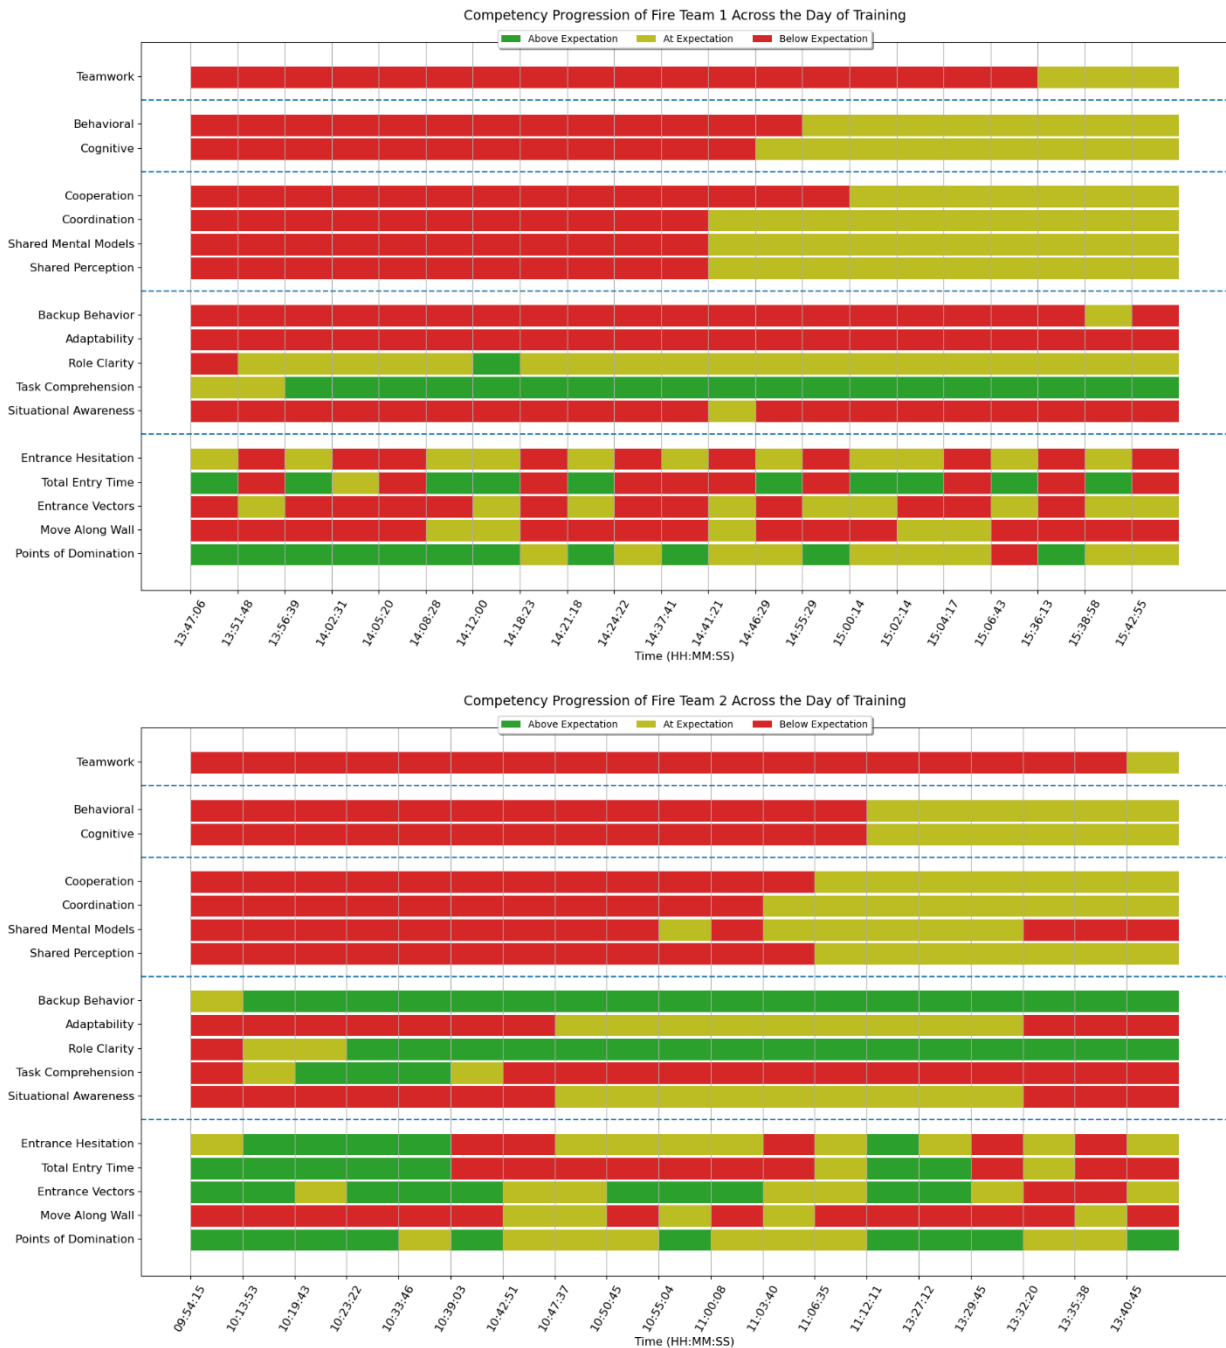 Competency Progression of Fire Team 1 Across the Day of Training
Above Expectation At Expectation Below Expectation
Teamwork
Behavioral
Cognitive
Cooperation
Coordination
Shared Mental Models
Shared Perception
Backup Behavior
Adaptability
Role Clarity
Task Comprehension
Situational Awareness
Entrance Hesitation
Total Entry Time
Entrance Vectors
Move Along Wall
Points of Domination
13:47:06 13:51:48 13:56:39 14:02:31 14:05:20 14:08:28 14:12:00 14:18:23 14:21:18 14:24:22 14:37:41 14:41:21 14:46:29 14:55:29 15:00:14 15:02:14 15:04:17 15:06:43 15:36:13 15:38:58 15:42:55
Time (HH:MM:SS)
Competency Progression of Fire Team 2 Across the Day of Training
Above Expectation At Expectation Below Expectation
Teamwork
Behavioral
Cognitive
Cooperation
Coordination
Shared Mental Models
Shared Perception
Backup Behavior
Adaptability
Role Clarity
Task Comprehension
Situational Awareness
Entrance Hesitation
Total Entry Time
Entrance Vectors
Move Along Wall
Points of Domination
09:54:15 10:13:53 10:19:43 10:23:22 10:33:46 10:39:03 10:42:51 10:47:37 10:50:45 10:55:04 11:00:08 11:03:40 11:06:35 11:12:11 13:27:12 13:29:45 13:32:20 13:35:38 13:40:45
Time (HH:MM:SS)